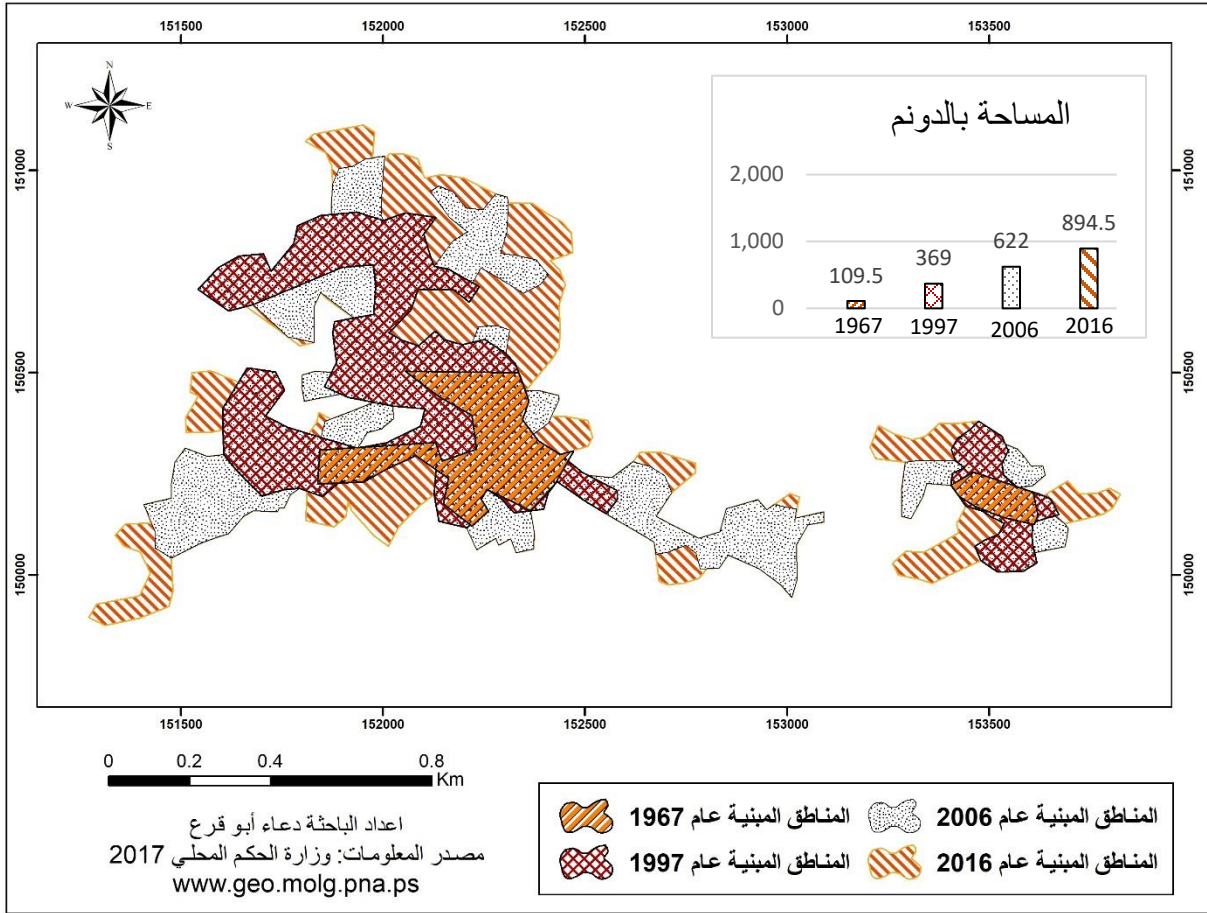 151500 152000 152500 153000 153500
151000 150500 150000
N
W E
S
المساحة بالدونم
2,000
1,000
0
109.5 369 622 894.5
1967 1997 2006 2016
151000 150500 150000
151500 152000 152500 153000 153500
0 0.2 0.4 0.8
Km
اعداد الباحثة دعاء أبو قرع
مصدر المعلومات: وزارة الحكم المحلي 2017
www.geo.molg.pna.ps
المناطق المبنية عام 1967
المناطق المبنية عام 2006
المناطق المبنية عام 1997
المناطق المبنية عام 2016